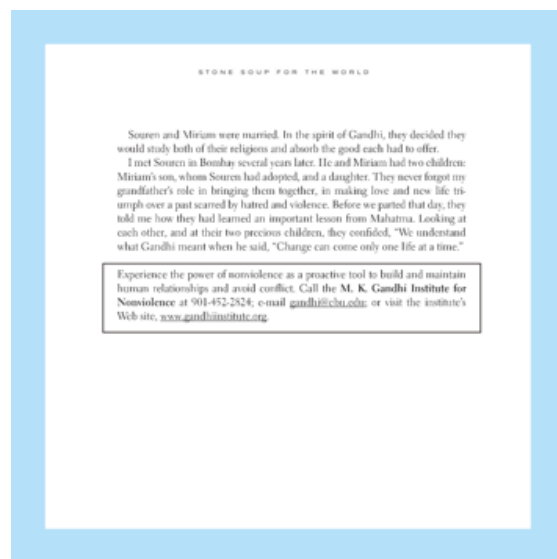 STONE SOUP FOR THE WORLD
Souren and Miriam were married. In the spirit of Gandhi, they decided they
would study both of their religions and absorb the good each had to offer.
I met Souren in Bombay several years later. He and Miriam had two children:
Miriam's son, whom Souren had adopted, and a daughter. They never forgot my
grandfather's role in bringing them together, in making love and new life tri-
umph over a past scarred by hatred and violence. Before we parted that day, they
told me how they had learned an important lesson from Mahatma. Looking at
each other, and at their two precious children, they confided, "We understand
what Gandhi meant when he said, "Change can come only one life at a time."
Experience the power of nonviolence as a proactive tool to build and maintain
human relationships and avoid conflict. Call the M. K. Gandhi Institute for
Nonviolence at 901-452-2824; e-mail gandhi@cbu.edu; or visit the institute's
Web site, www.gandhiinstitute.org.